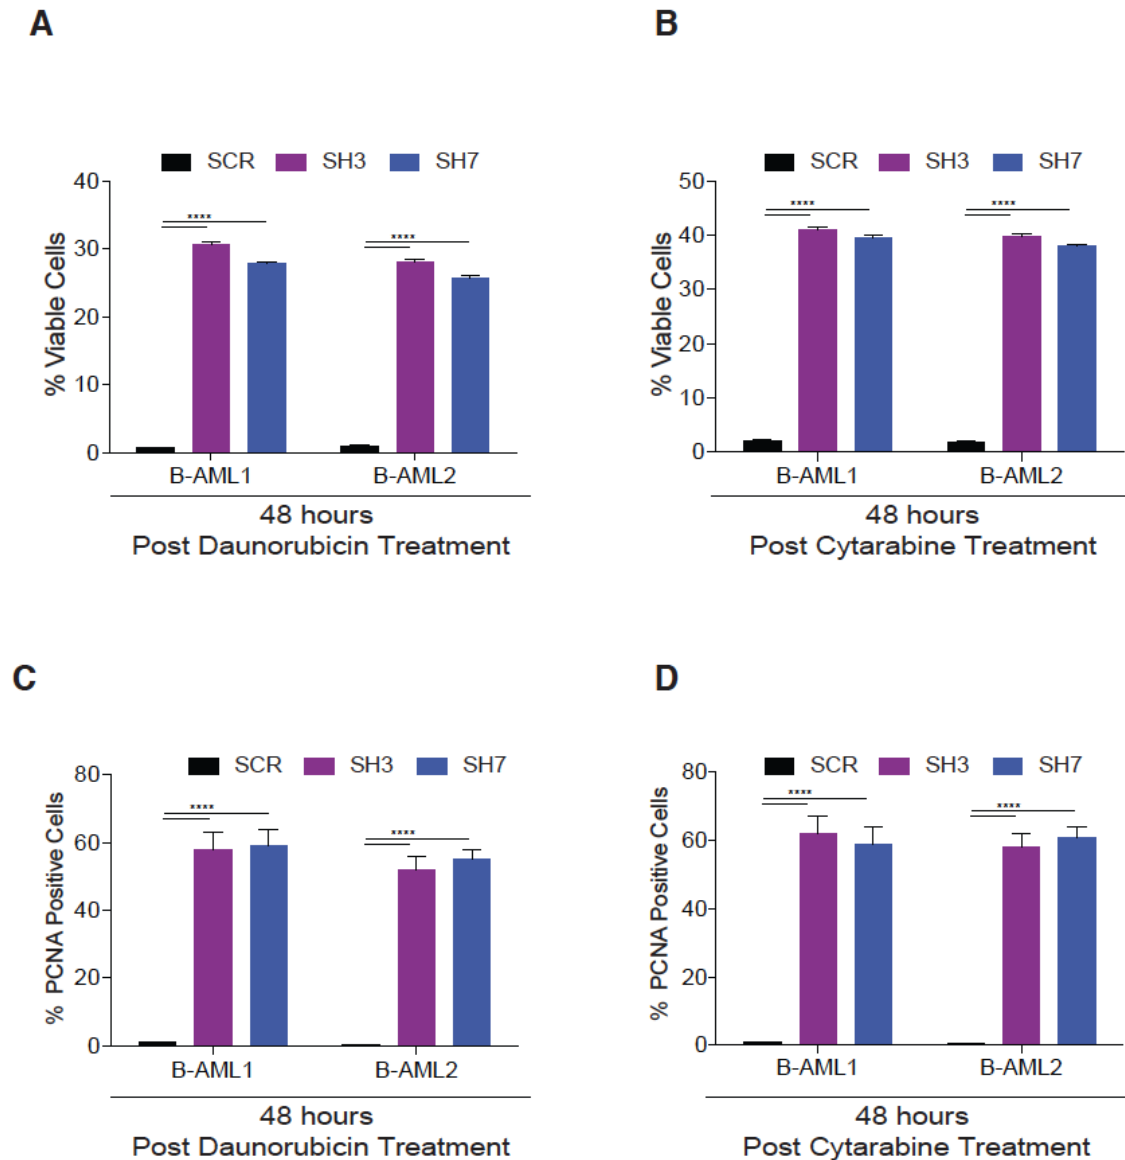 A
SCR SH3 SH7
% Viable Cells
40
30
20
10
0
****
****
B-AML1 B-AML2
48 hours
Post Daunorubicin Treatment
B
SCR SH3 SH7
% Viable Cells
50
40
30
20
10
0
****
****
B-AML1 B-AML2
48 hours
Post Cytarabine Treatment
C
SCR SH3 SH7
% PCNA Positive Cells
80
60
40
20
0
****
****
B-AML1 B-AML2
48 hours
Post Daunorubicin Treatment
D
SCR SH3 SH7
% PCNA Positive Cells
80
60
40
20
0
****
****
B-AML1 B-AML2
48 hours
Post Cytarabine Treatment